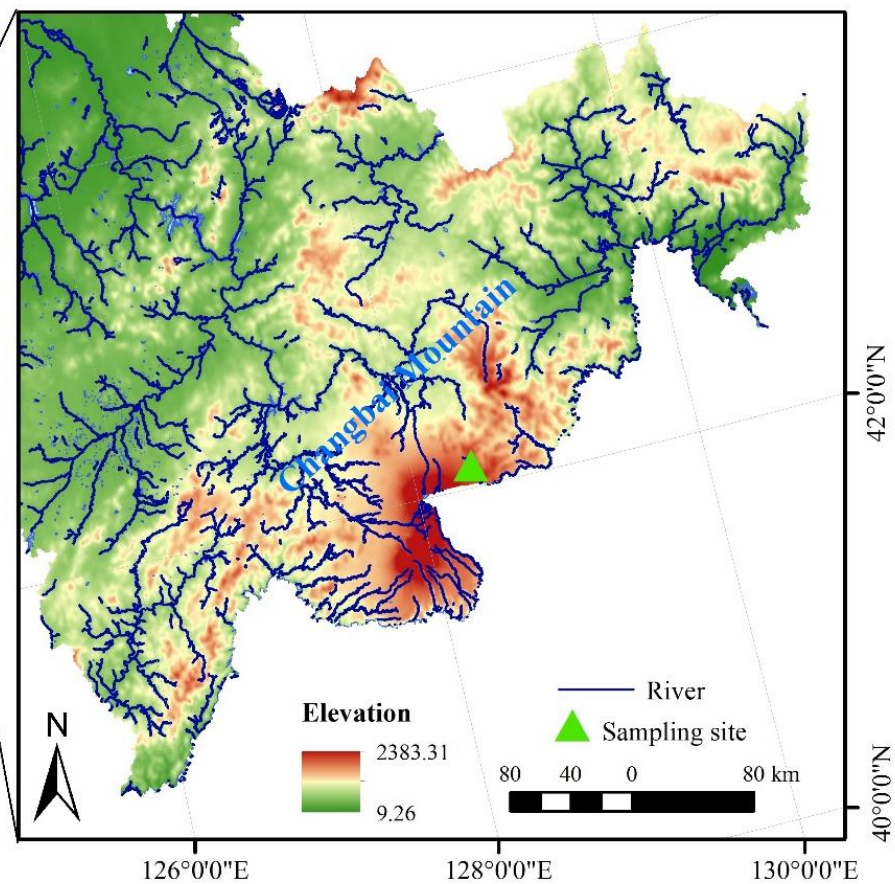 Changbai Mountain
42°0'0"N
N
Elevation
2383.31
9.26
River
Sampling site
80 40 0 80 km
40°0'0"N
126°0'0"E 128°0'0"E 130°0'0"E